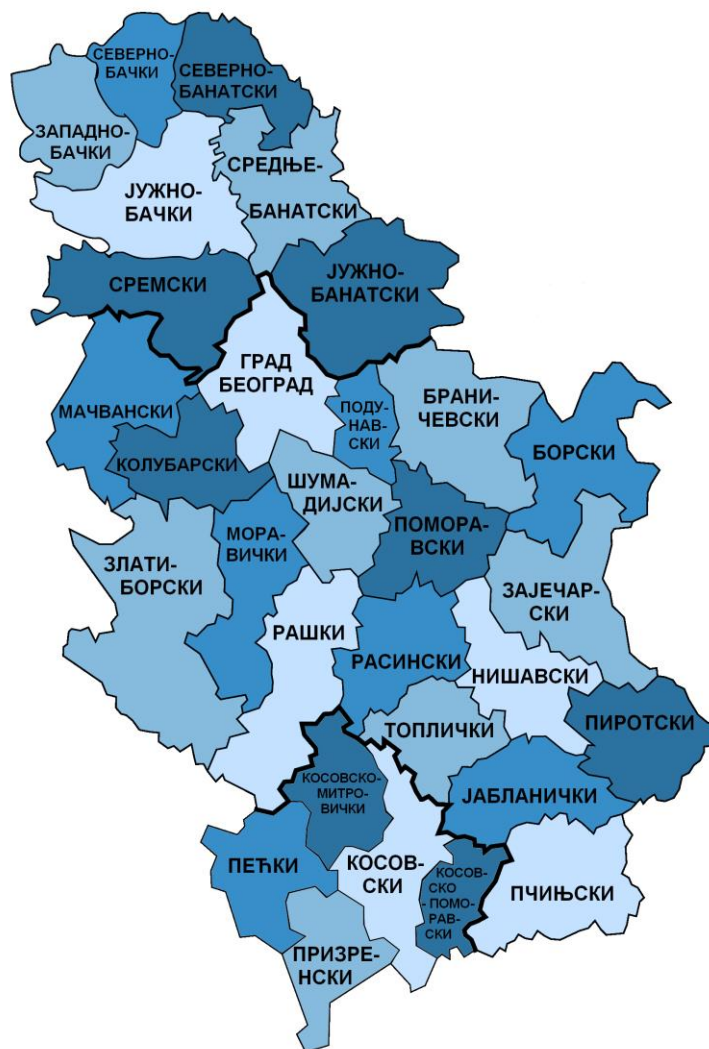 СЕВЕРНО-
БАЧКИ
СЕВЕРНО-
БАНАТСКИ
ЗАПАДНО-
БАЧКИ
СРЕДЊЕ-
БАНАТСКИ
ЈУЖНО-
БАЧКИ
ЈУЖНО-
БАНАТСКИ
СРЕМСКИ
ГРАД
БЕОГРАД
МАЧВАНСКИ
ПОДУ-
НАВ-
СКИ
БРАНИ-
ЧЕВСКИ
БОРСКИ
КОЛУБАРСКИ
ШУМА-
ДИЈСКИ
ПОМОРА-
ВСКИ
ЗЛАТИ-
БОРСКИ
МОРА-
ВИЧКИ
ЗАЈЕЧАР-
СКИ
РАШКИ
РАСИНСКИ
НИШАВСКИ
ТОПЛИЧКИ
ПИРОТСКИ
КОСОВСКО-
МИТРО-
ВИЧКИ
ЈАБЛАНИЧКИ
ПЕЋКИ
КОСОВ-
СКИ
КОСОВ-
СКО
-ПОМО-
РАВ-
СКИ
ПЧИЊСКИ
ПРИЗРЕ-
НСКИ